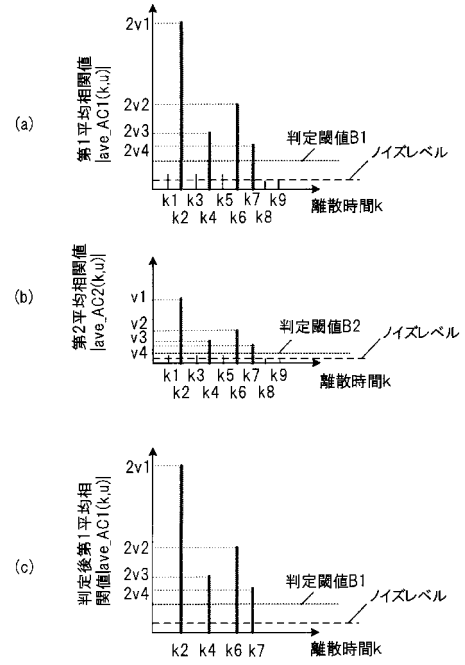 (a)
第1平均相関値
|ave_AC1(k,u)|
2v1
2v2
2v3
2v4
判定閾値B1
ノイズレベル
k1 k3 k5 k7 k9
k2 k4 k6 k8
離散時間k
(b)
第2平均相関値
|ave_AC2(k,u)|
v1
v2
v3
v4
判定閾値B2
ノイズレベル
k1 k3 k5 k7 k9
k2 k4 k6 k8
離散時間k
(c)
判定後第1平均相
関値|ave_AC1(k,u)|
2v1
2v2
2v3
2v4
判定閾値B1
ノイズレベル
k2 k4 k6 k7
離散時間k